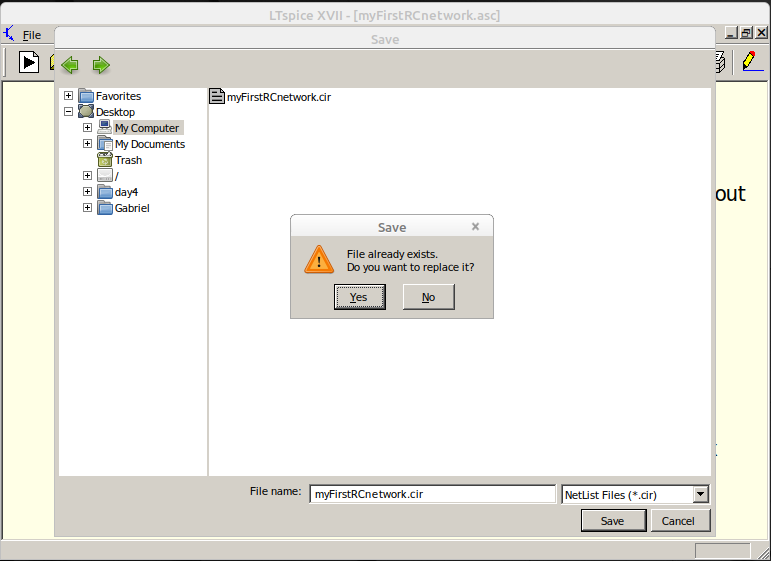 LTspice XVII - [myFirstRCnetwork.asc]
File
Save
Favorites
Desktop
My Computer
My Documents
Trash
/
day4
Gabriel
myFirstRCnetwork.cir
out
Save
File already exists.
Do you want to replace it?
Yes
No
File name:
myFirstRCnetwork.cir
NetList Files (*.cir)
Save
Cancel